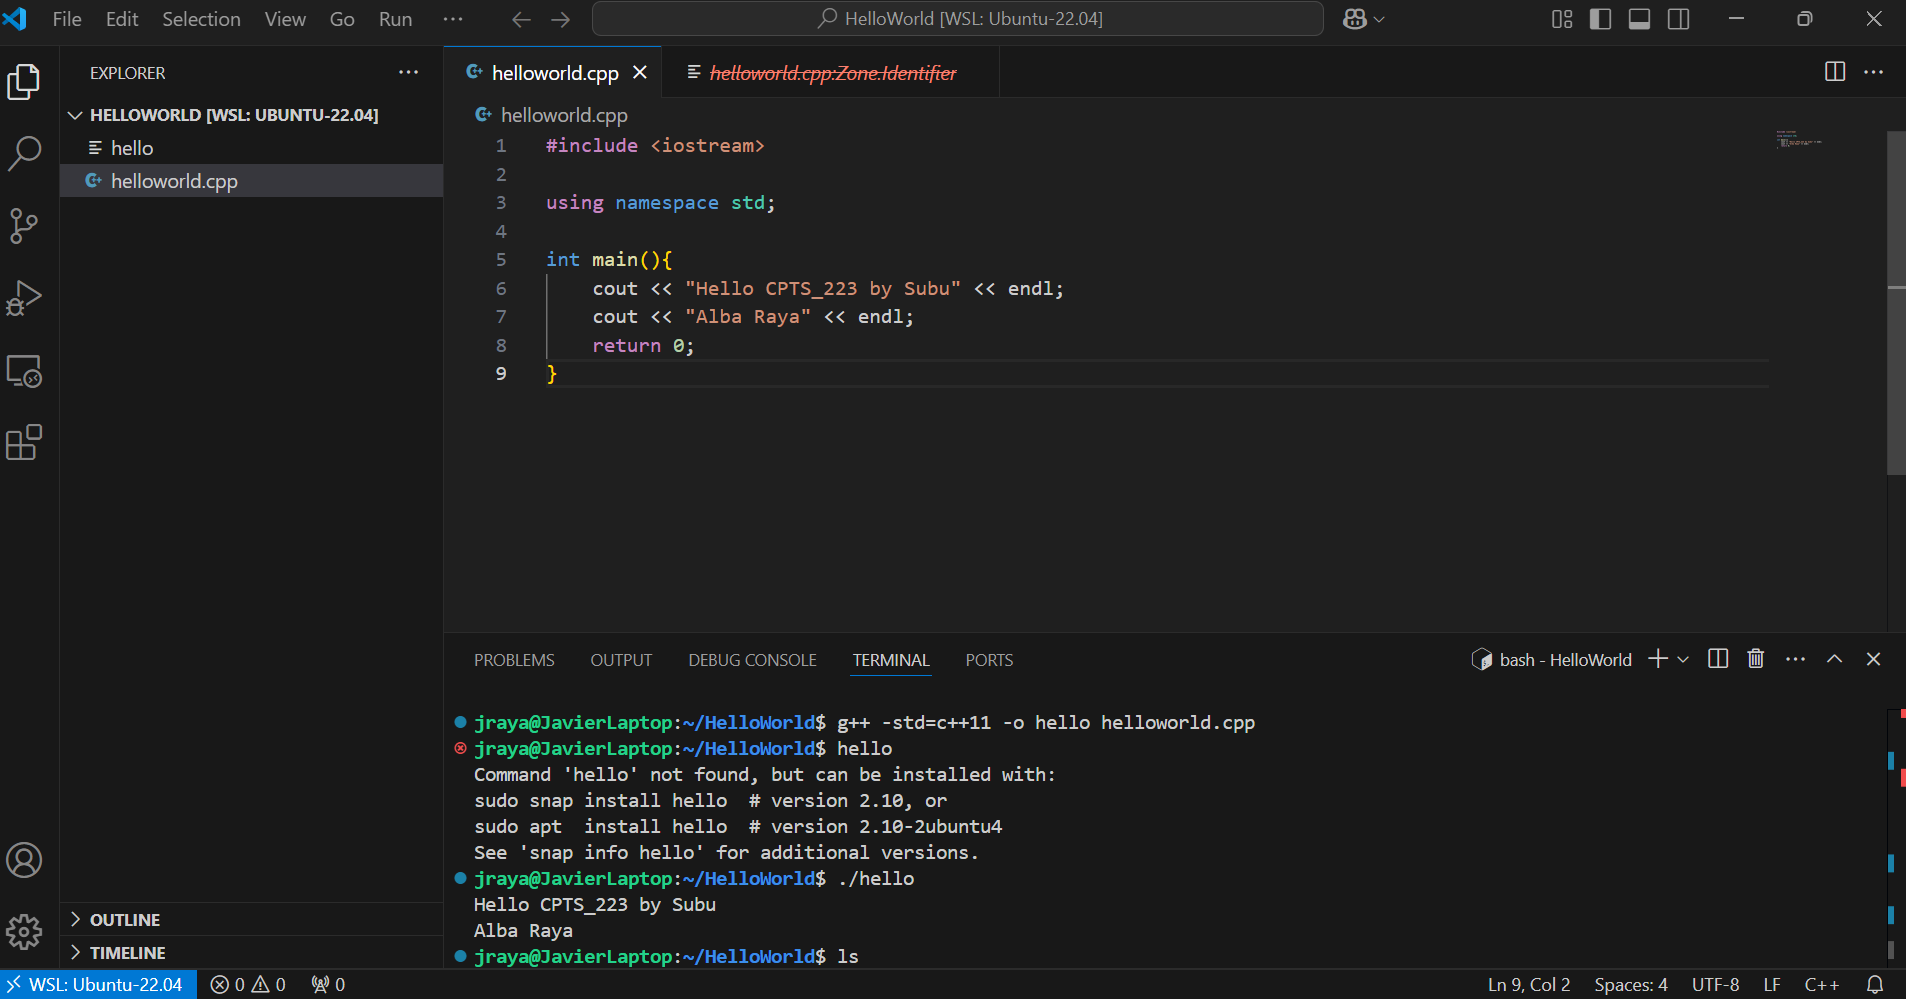 File Edit Selection View Go Run ···
HelloWorld [WSL: Ubuntu-22.04]
EXPLORER
HELLOWORLD [WSL: UBUNTU-22.04]
hello
helloworld.cpp
OUTLINE
TIMELINE
helloworld.cpp
helloworld.cpp:Zone.Identifier
helloworld.cpp
1 #include <iostream>
2
3 using namespace std;
4
5 int main(){
6 cout << "Hello CPTS_223 by Subu" << endl;
7 cout << "Alba Raya" << endl;
8 return 0;
9 }
PROBLEMS OUTPUT DEBUG CONSOLE TERMINAL PORTS
bash - HelloWorld
jraya@JavierLaptop:~/HelloWorld$ g++ -std=c++11 -o hello helloworld.cpp
jraya@JavierLaptop:~/HelloWorld$ hello
Command 'hello' not found, but can be installed with:
sudo snap install hello  # version 2.10, or
sudo apt  install hello  # version 2.10-2ubuntu4
See 'snap info hello' for additional versions.
jraya@JavierLaptop:~/HelloWorld$ ./hello
Hello CPTS_223 by Subu
Alba Raya
jraya@JavierLaptop:~/HelloWorld$ ls
WSL: Ubuntu-22.04 0 0 0 Ln 9, Col 2 Spaces: 4 UTF-8 LF C++